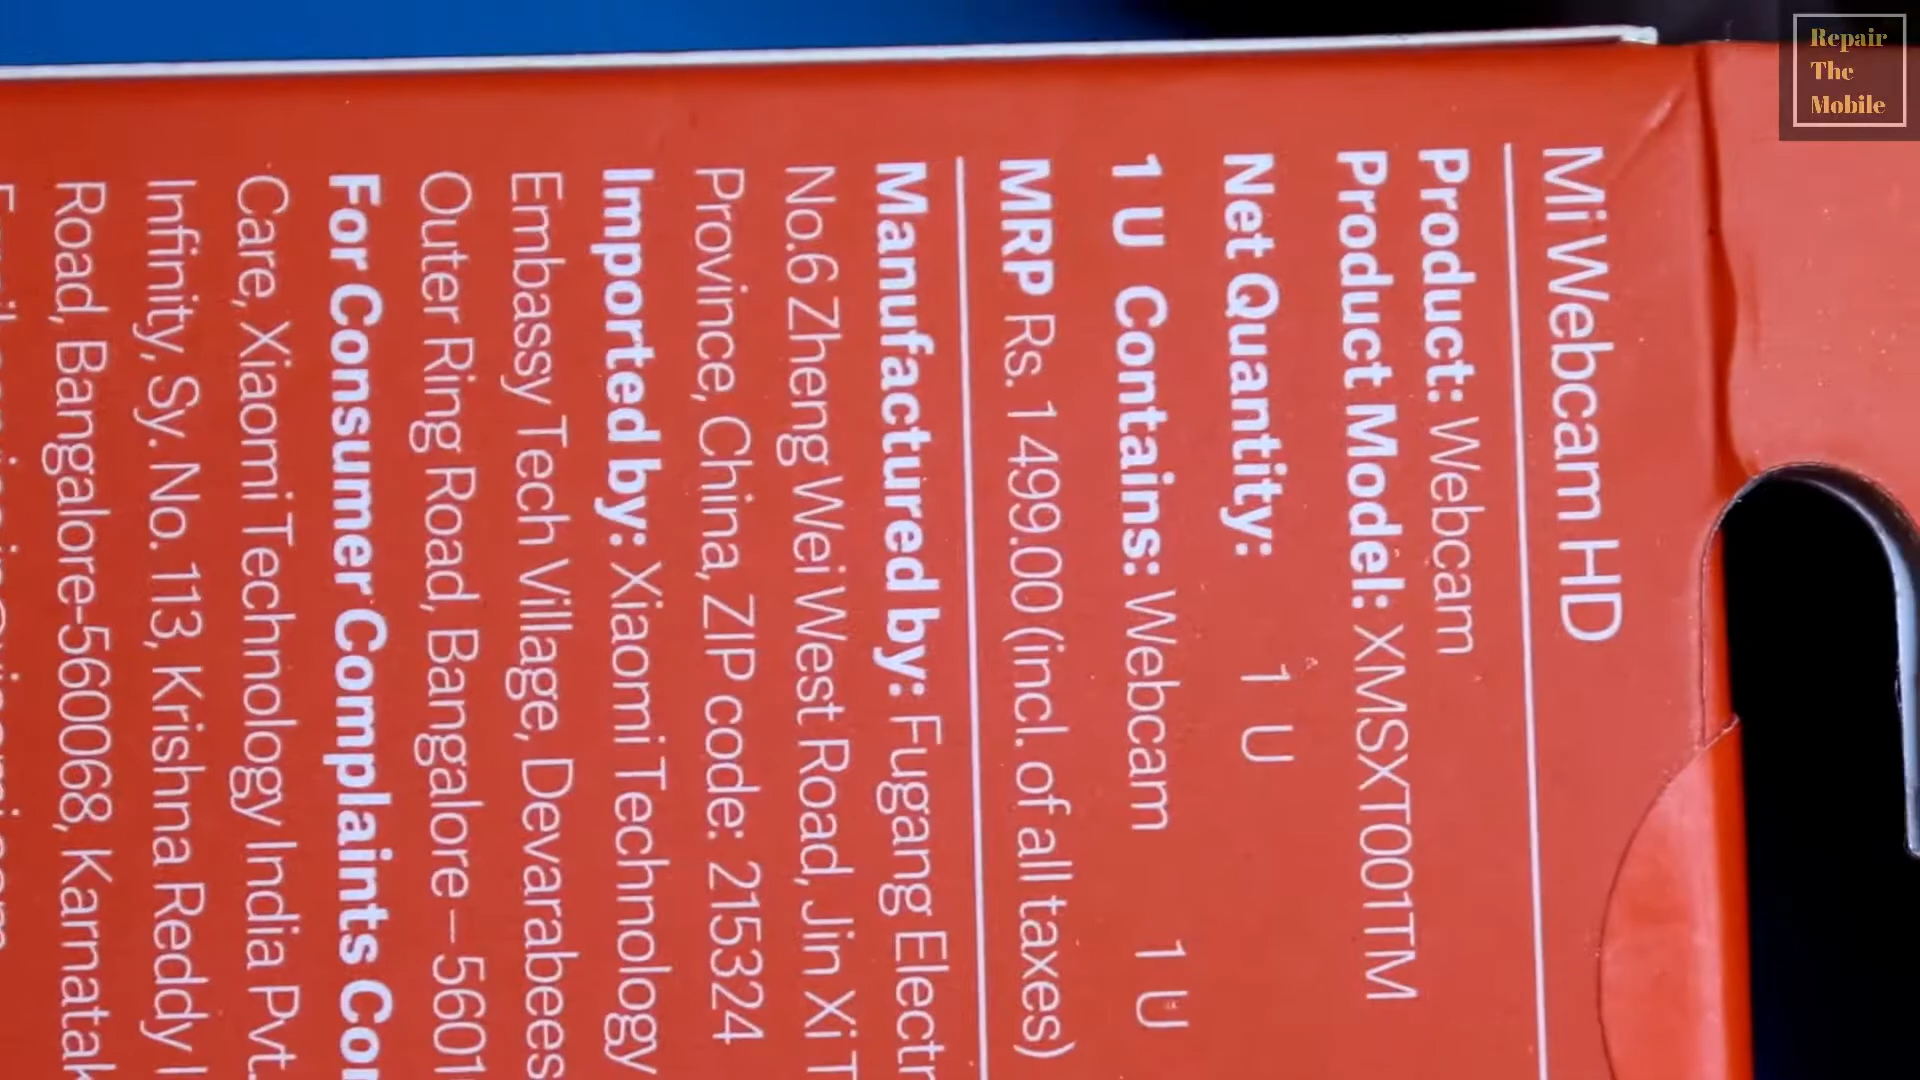 Mi Webcam HD
Product: Webcam
Product Model: XMSXT001TM
Net Quantity: 1 U
1 U Contains: Webcam 1 U
MRP Rs. 1 499.00 (incl. of all taxes)
Manufactured by: Fugang Electr
No.6 Zheng Wei West Road, Jin Xi T
Province, China, ZIP code: 215324
Imported by: Xiaomi Technology
Embassy Tech Village, Devarabees
Outer Ring Road, Bangalore – 5601
For Consumer Complaints Con
Care, Xiaomi Technology India Pvt.
Infinity, Sy. No. 113, Krishna Reddy
Road, Bangalore-560068, Karnatak
Repair
The
Mobile